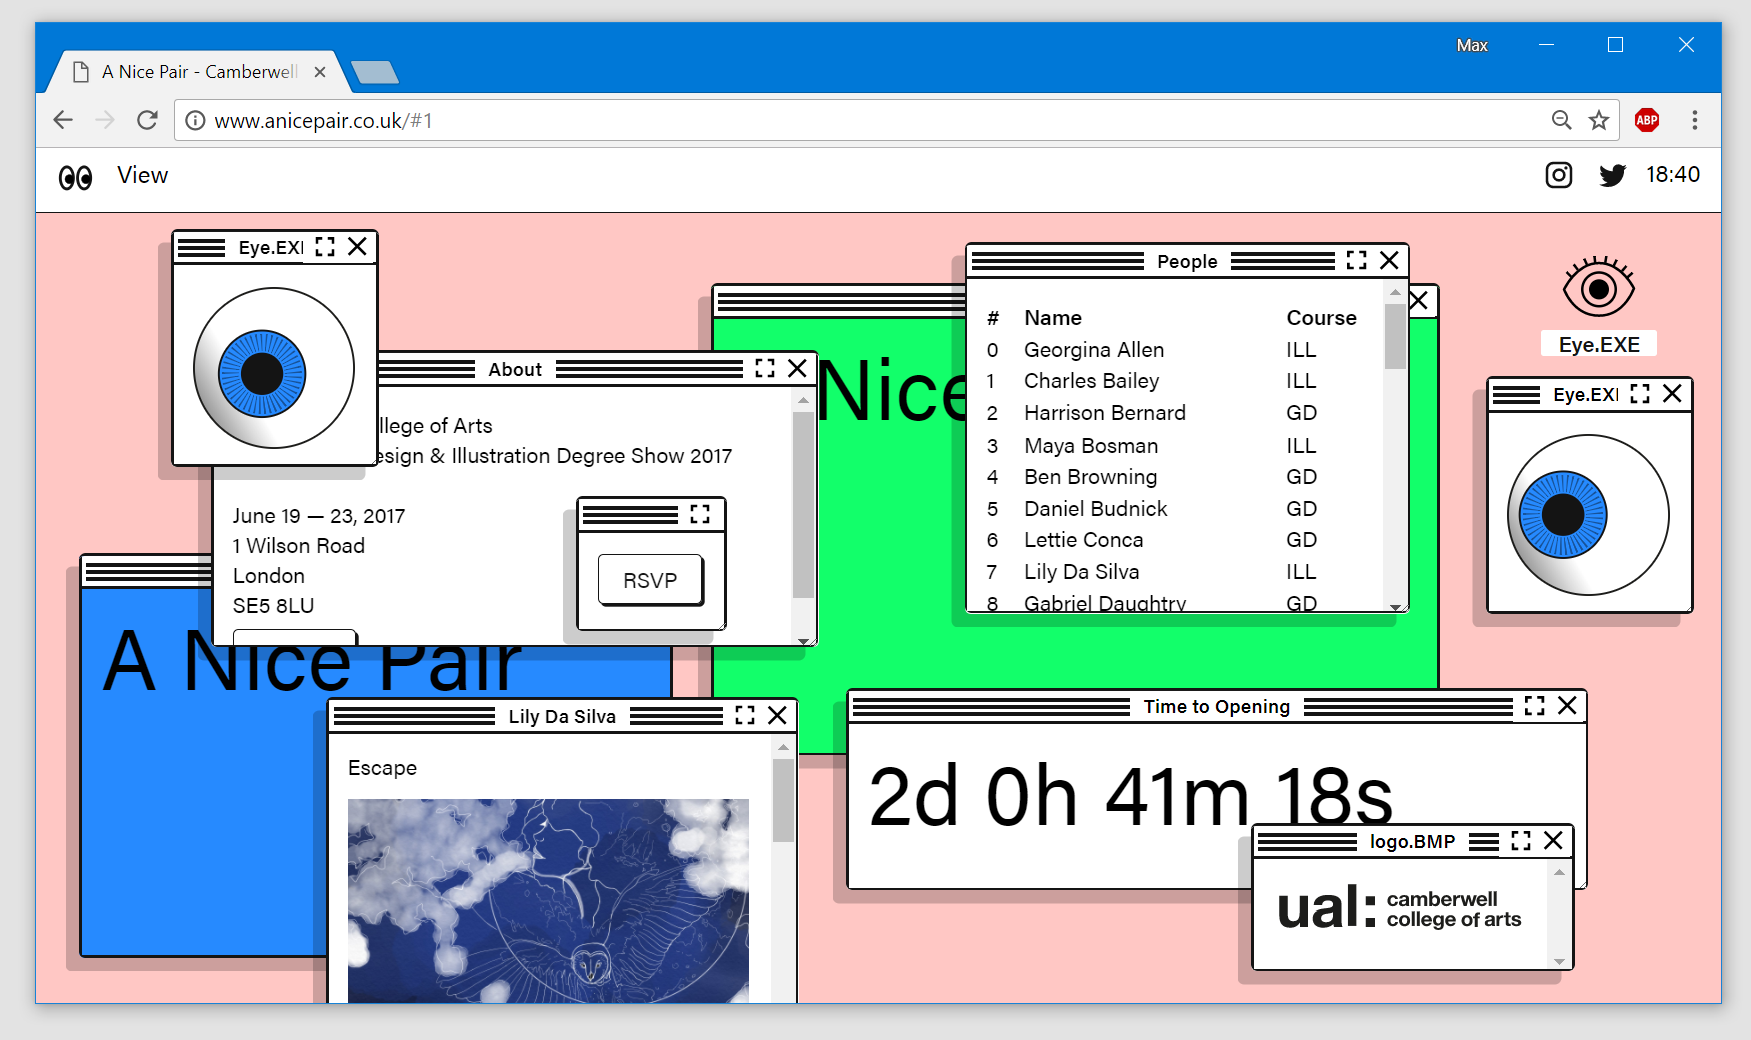 Max
A Nice Pair - Camberwell
www.anicepair.co.uk/#1
ABP
View
18:40
Eye.EXE
About
llege of Arts
esign & Illustration Degree Show 2017
June 19 — 23, 2017
1 Wilson Road
London
SE5 8LU
RSVP
Nice
People
# Name Course
0 Georgina Allen ILL
1 Charles Bailey ILL
2 Harrison Bernard GD
3 Maya Bosman ILL
4 Ben Browning GD
5 Daniel Budnick GD
6 Lettie Conca GD
7 Lily Da Silva ILL
8 Gabriel Daughtry GD
Eye.EXE
Eye.EXE
A Nice Pair
Lily Da Silva
Escape
Time to Opening
2d 0h 41m 18s
logo.BMP
ual: camberwell
college of arts